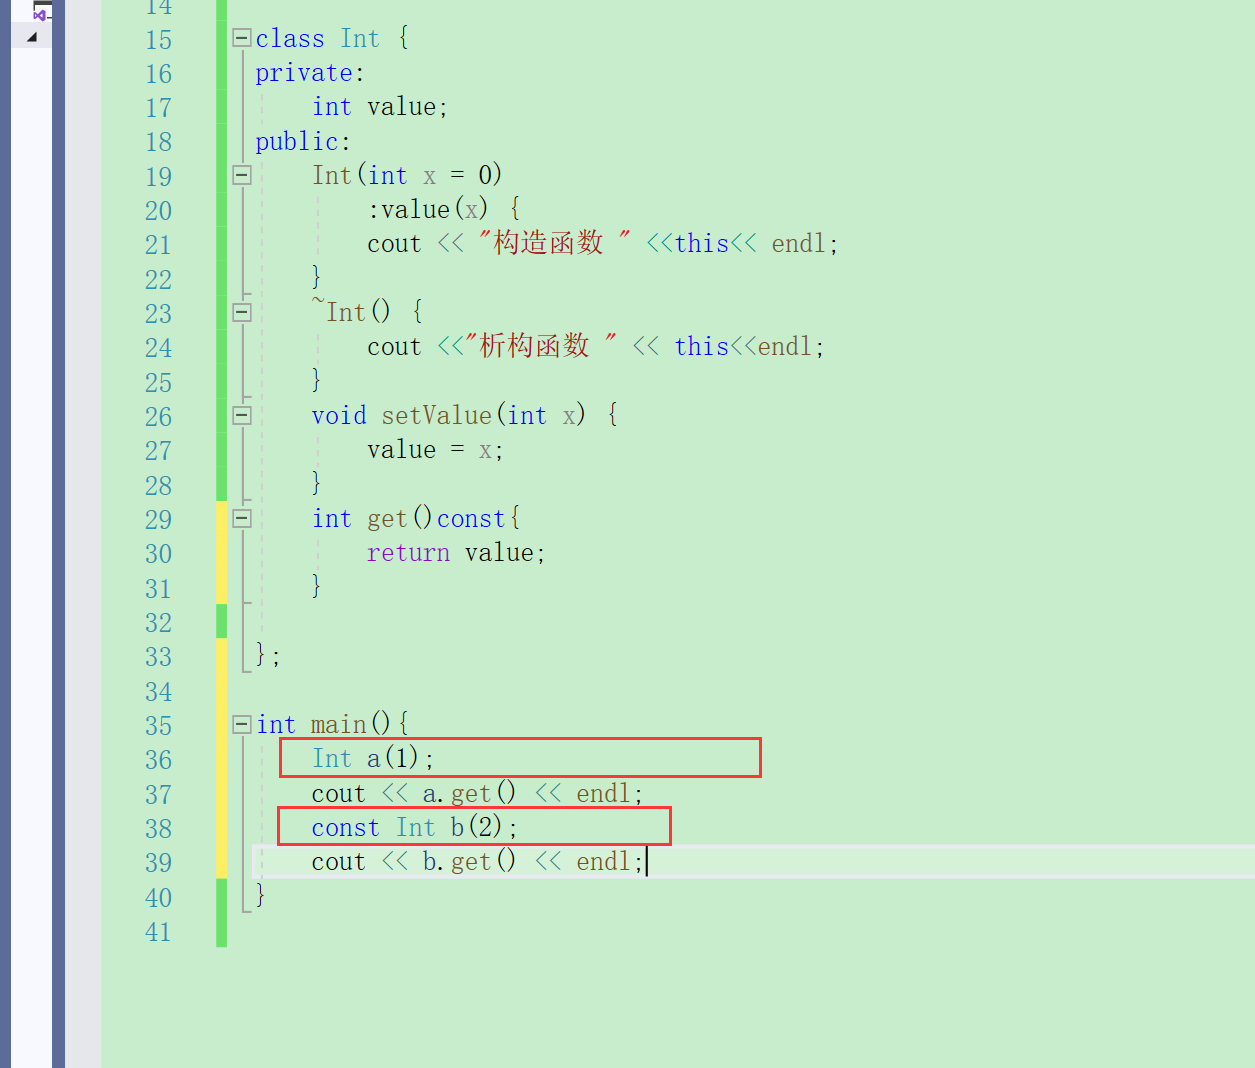 14
15 class Int {
16 private:
17     int value;
18 public:
19     Int(int x = 0)
20         :value(x) {
21         cout << "构造函数 " <<this<< endl;
22     }
23     ~Int() {
24         cout <<"析构函数 " << this<<endl;
25     }
26     void setValue(int x) {
27         value = x;
28     }
29     int get()const{
30         return value;
31     }
32
33 };
34
35 int main(){
36     Int a(1);
37     cout << a.get() << endl;
38     const Int b(2);
39     cout << b.get() << endl;
40 }
41